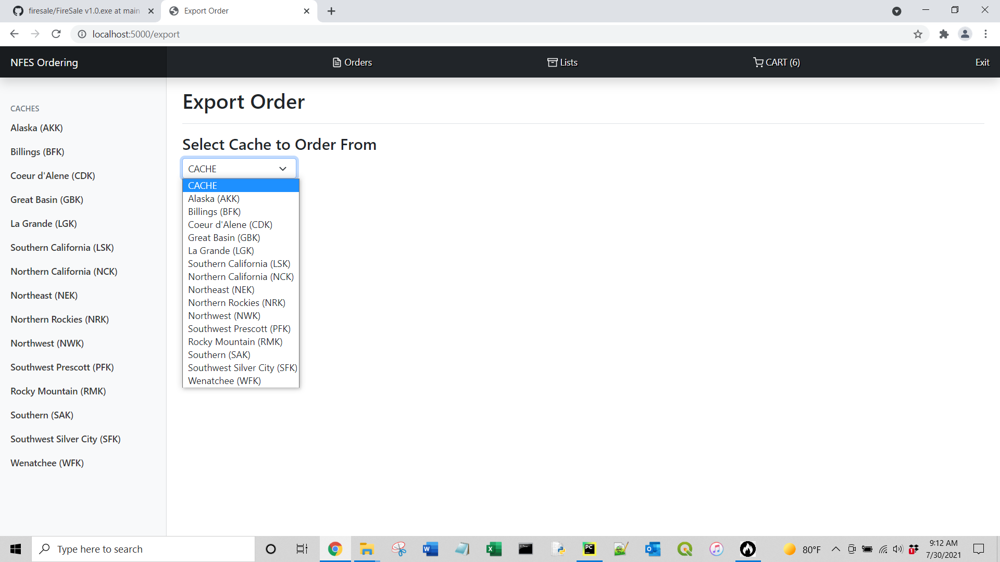 firesale/FireSale v1.0.exe at main
Export Order
localhost:5000/export
NFES Ordering
Orders
Lists
CART (6)
Exit
CACHES
Alaska (AKK)
Billings (BFK)
Coeur d'Alene (CDK)
Great Basin (GBK)
La Grande (LGK)
Southern California (LSK)
Northern California (NCK)
Northeast (NEK)
Northern Rockies (NRK)
Northwest (NWK)
Southwest Prescott (PFK)
Rocky Mountain (RMK)
Southern (SAK)
Southwest Silver City (SFK)
Wenatchee (WFK)
Export Order
Select Cache to Order From
CACHE
CACHE
Alaska (AKK)
Billings (BFK)
Coeur d'Alene (CDK)
Great Basin (GBK)
La Grande (LGK)
Southern California (LSK)
Northern California (NCK)
Northeast (NEK)
Northern Rockies (NRK)
Northwest (NWK)
Southwest Prescott (PFK)
Rocky Mountain (RMK)
Southern (SAK)
Southwest Silver City (SFK)
Wenatchee (WFK)
Type here to search
80°F
9:12 AM
7/30/2021